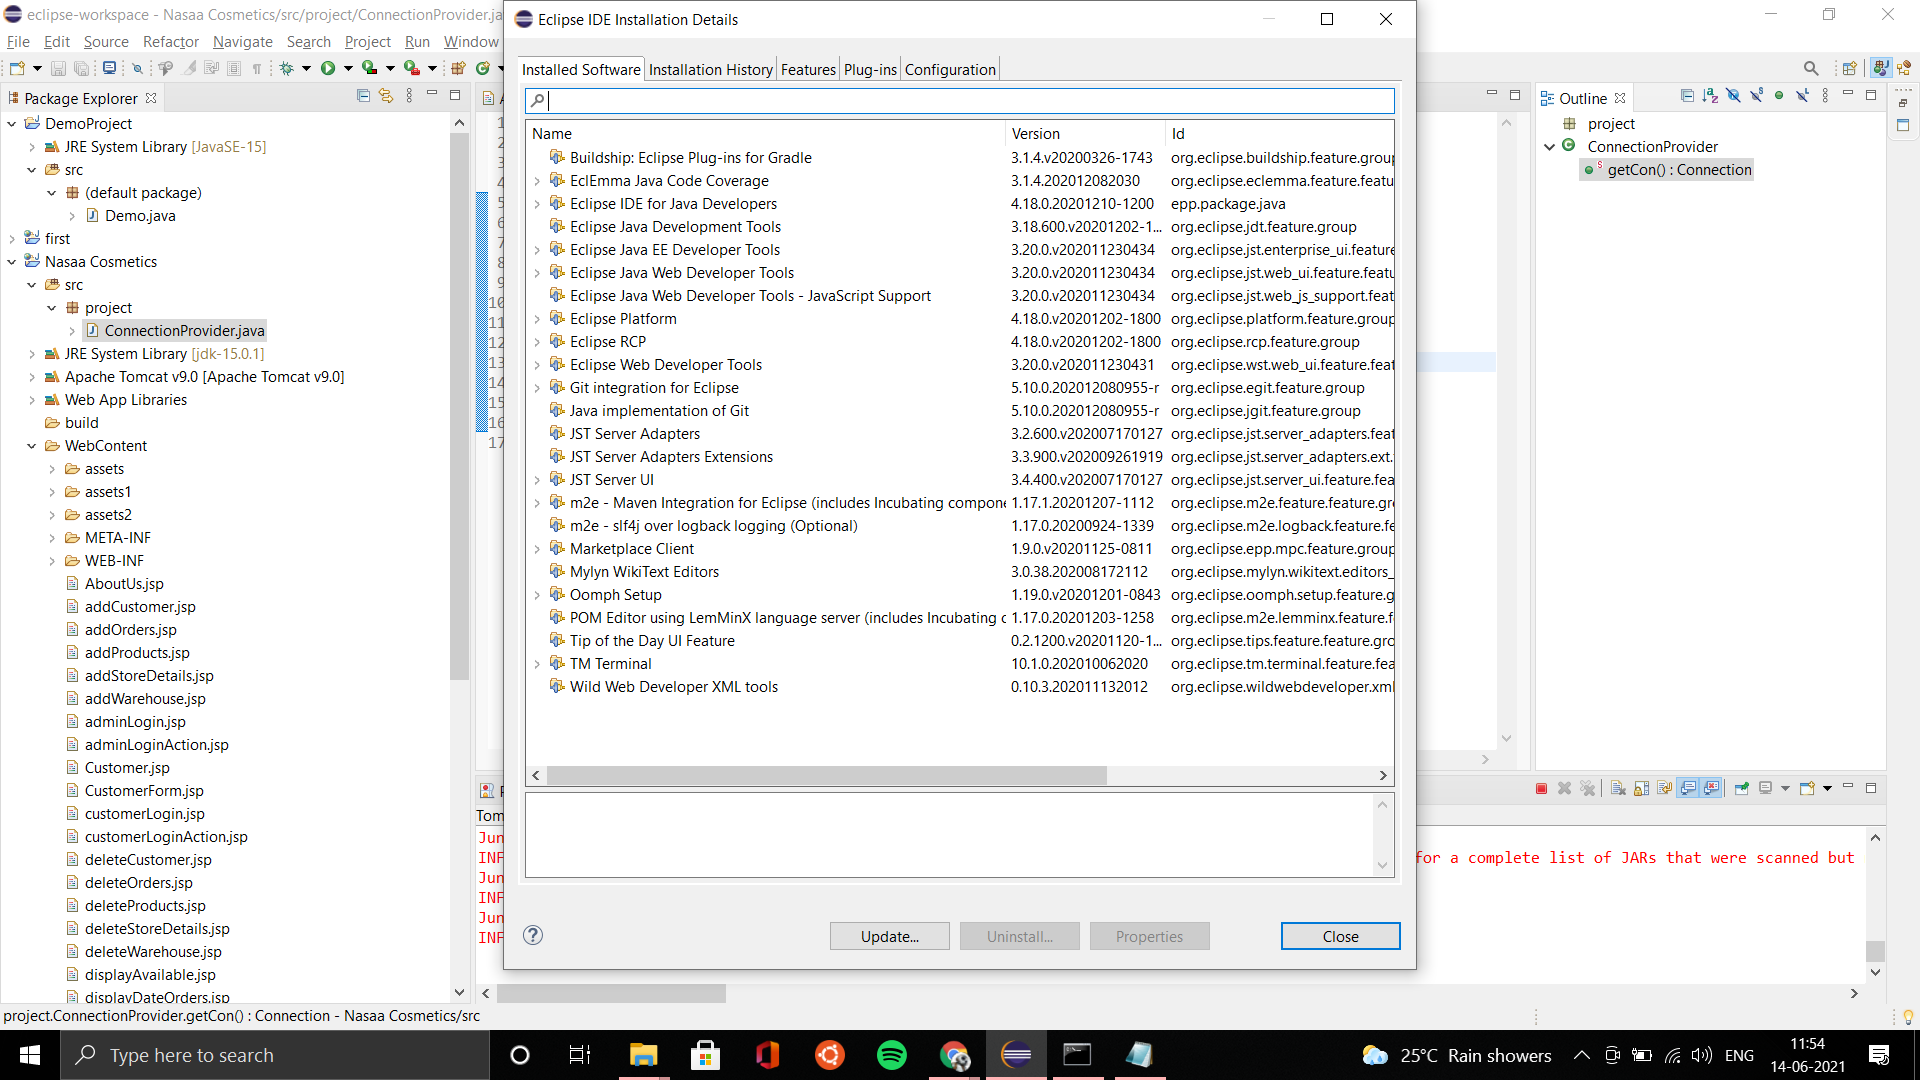 eclipse-workspace - Nasaa Cosmetics/src/project/ConnectionProvider.ja
File Edit Source Refactor Navigate Search Project Run Window
Package Explorer
DemoProject
JRE System Library [JavaSE-15]
src
(default package)
Demo.java
first
Nasaa Cosmetics
src
project
ConnectionProvider.java
JRE System Library [jdk-15.0.1]
Apache Tomcat v9.0 [Apache Tomcat v9.0]
Web App Libraries
build
WebContent
assets
assets1
assets2
META-INF
WEB-INF
AboutUs.jsp
addCustomer.jsp
addOrders.jsp
addProducts.jsp
addStoreDetails.jsp
addWarehouse.jsp
adminLogin.jsp
adminLoginAction.jsp
Customer.jsp
CustomerForm.jsp
customerLogin.jsp
customerLoginAction.jsp
deleteCustomer.jsp
deleteOrders.jsp
deleteProducts.jsp
deleteStoreDetails.jsp
deleteWarehouse.jsp
displayAvailable.jsp
displayDateOrders.jsp
1
2
3
4
5
6
7
8
9
10
11
12
13
14
15
16
17
Eclipse IDE Installation Details
Installed Software Installation History Features Plug-ins Configuration
Name Version Id
Buildship: Eclipse Plug-ins for Gradle 3.1.4.v20200326-1743 org.eclipse.buildship.feature.group
EclEmma Java Code Coverage 3.1.4.202012082030 org.eclipse.eclemma.feature.featu
Eclipse IDE for Java Developers 4.18.0.20201210-1200 epp.package.java
Eclipse Java Development Tools 3.18.600.v20201202-1... org.eclipse.jdt.feature.group
Eclipse Java EE Developer Tools 3.20.0.v202011230434 org.eclipse.jst.enterprise_ui.feature
Eclipse Java Web Developer Tools 3.20.0.v202011230434 org.eclipse.jst.web_ui.feature.featu
Eclipse Java Web Developer Tools - JavaScript Support 3.20.0.v202011230434 org.eclipse.jst.web_js_support.feat
Eclipse Platform 4.18.0.v20201202-1800 org.eclipse.platform.feature.group
Eclipse RCP 4.18.0.v20201202-1800 org.eclipse.rcp.feature.group
Eclipse Web Developer Tools 3.20.0.v202011230431 org.eclipse.wst.web_ui.feature.feat
Git integration for Eclipse 5.10.0.202012080955-r org.eclipse.egit.feature.group
Java implementation of Git 5.10.0.202012080955-r org.eclipse.jgit.feature.group
JST Server Adapters 3.2.600.v202007170127 org.eclipse.jst.server_adapters.feat
JST Server Adapters Extensions 3.3.900.v202009261919 org.eclipse.jst.server_adapters.ext.
JST Server UI 3.4.400.v202007170127 org.eclipse.jst.server_ui.feature.fea
m2e - Maven Integration for Eclipse (includes Incubating compone 1.17.1.20201207-1112 org.eclipse.m2e.feature.feature.gr
m2e - slf4j over logback logging (Optional) 1.17.0.20200924-1339 org.eclipse.m2e.logback.feature.fe
Marketplace Client 1.9.0.v20201125-0811 org.eclipse.epp.mpc.feature.group
Mylyn WikiText Editors 3.0.38.202008172112 org.eclipse.mylyn.wikitext.editors_
Oomph Setup 1.19.0.v20201201-0843 org.eclipse.oomph.setup.feature.g
POM Editor using LemMinX language server (includes Incubating c 1.17.0.20201203-1258 org.eclipse.m2e.lemminx.feature.f
Tip of the Day UI Feature 0.2.1200.v20201120-1... org.eclipse.tips.feature.feature.gro
TM Terminal 10.1.0.202010062020 org.eclipse.tm.terminal.feature.fea
Wild Web Developer XML tools 0.10.3.202011132012 org.eclipse.wildwebdeveloper.xml
Update... Uninstall... Properties Close
Outline
project
ConnectionProvider
getCon() : Connection
Tom
Jun
INF for a complete list of JARs that were scanned but
Jun
INF
Jun
INF
project.ConnectionProvider.getCon() : Connection - Nasaa Cosmetics/src
Type here to search
25°C Rain showers
ENG
11:54
14-06-2021